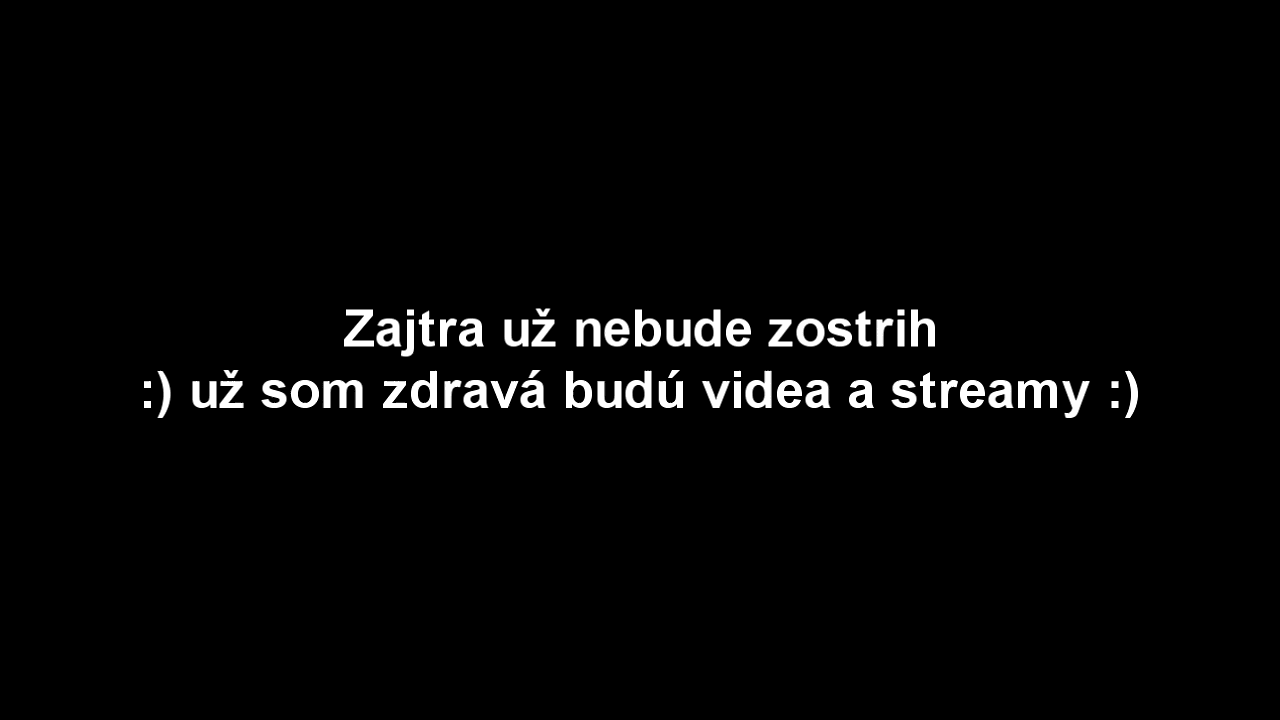 Zajtra už nebude zostrih
:) už som zdravá budú videa a streamy :)